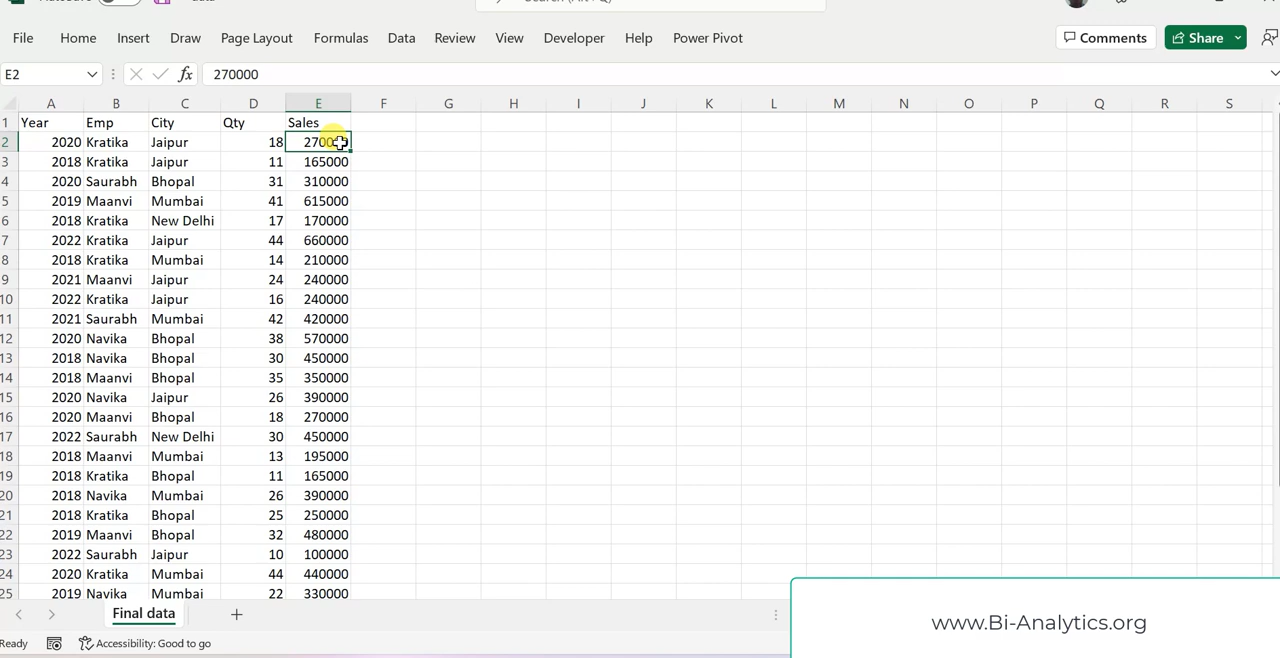 File Home Insert Draw Page Layout Formulas Data Review View Developer Help Power Pivot Comments Share
E2 fx 270000
A B C D E F G H I J K L M N O P Q R S
1 Year Emp City Qty Sales
2 2020 Kratika Jaipur 18
3 2018 Kratika Jaipur 11 165000
4 2020 Saurabh Bhopal 31 310000
5 2019 Maanvi Mumbai 41 615000
6 2018 Kratika New Delhi 17 170000
7 2022 Kratika Jaipur 44 660000
8 2018 Kratika Mumbai 14 210000
9 2021 Maanvi Jaipur 24 240000
10 2022 Kratika Jaipur 16 240000
11 2021 Saurabh Mumbai 42 420000
12 2020 Navika Bhopal 38 570000
13 2018 Navika Bhopal 30 450000
14 2018 Maanvi Bhopal 35 350000
15 2020 Navika Jaipur 26 390000
16 2020 Maanvi Bhopal 18 270000
17 2022 Saurabh New Delhi 30 450000
18 2018 Maanvi Mumbai 13 195000
19 2018 Kratika Bhopal 11 165000
20 2018 Navika Mumbai 26 390000
21 2018 Kratika Bhopal 25 250000
22 2019 Maanvi Bhopal 32 480000
23 2022 Saurabh Jaipur 10 100000
24 2020 Kratika Mumbai 44 440000
25 2019 Navika Mumbai 22 330000
Final data
www.Bi-Analytics.org
Ready Accessibility: Good to go